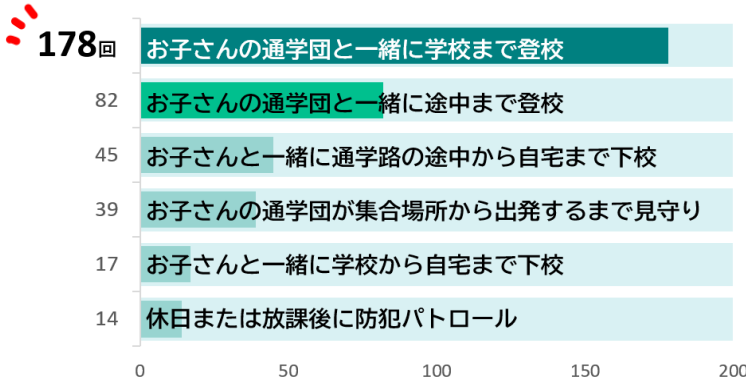 178回 お子さんの通学団と一緒に学校まで登校
82 お子さんの通学団と一緒に途中まで登校
45 お子さんと一緒に通学路の途中から自宅まで下校
39 お子さんの通学団が集合場所から出発するまで見守り
17 お子さんと一緒に学校から自宅まで下校
14 休日または放課後に防犯パトロール
0 50 100 150 200